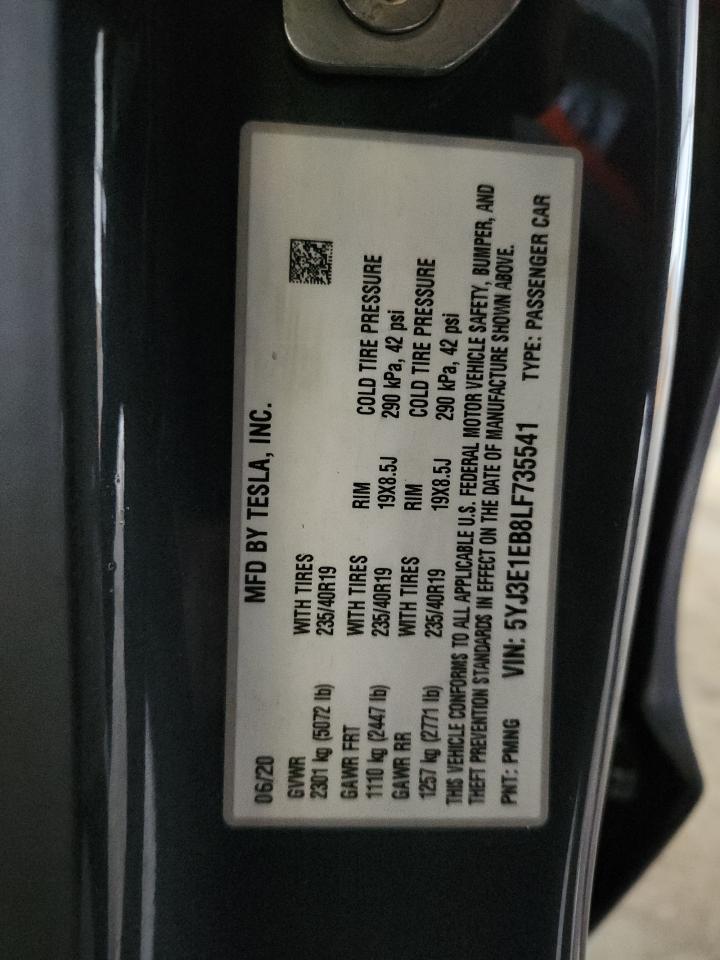 06/20 MFD BY TESLA, INC.
GVWR WITH TIRES
2301 kg (5072 lb) 235/40R19
GAWR FRT WITH TIRES RIM COLD TIRE PRESSURE
1110 kg (2447 lb) 235/40R19 19X8.5J 290 kPa, 42 psi
GAWR RR WITH TIRES RIM COLD TIRE PRESSURE
1257 kg (2771 lb) 235/40R19 19X8.5J 290 kPa, 42 psi
THIS VEHICLE CONFORMS TO ALL APPLICABLE U.S. FEDERAL MOTOR VEHICLE SAFETY, BUMPER, AND
THEFT PREVENTION STANDARDS IN EFFECT ON THE DATE OF MANUFACTURE SHOWN ABOVE.
PNT: PMNG VIN: 5YJ3E1EB8LF735541 TYPE: PASSENGER CAR